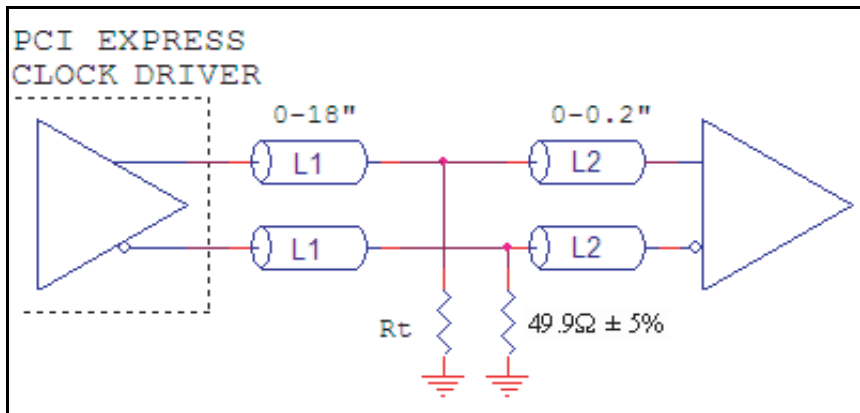 PCI EXPRESS
CLOCK DRIVER
0-18"
0-0.2"
L1
L2
L1
L2
Rt
49.9Ω ± 5%